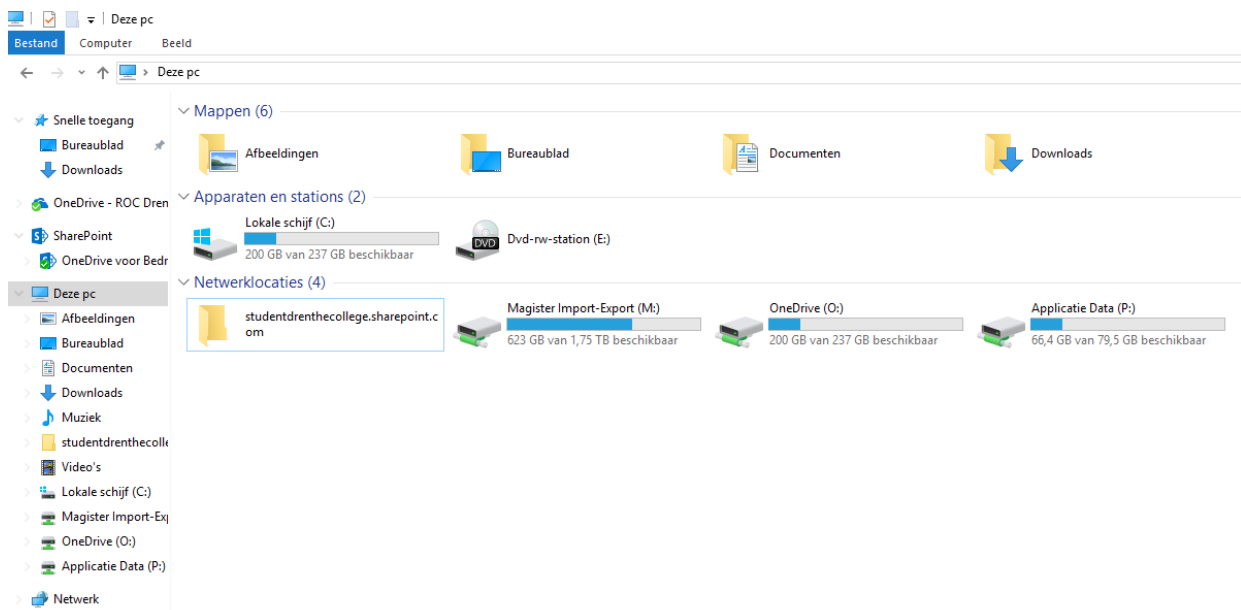 Deze pc
Bestand Computer Beeld
Deze pc
Snelle toegang
Bureaublad
Downloads
OneDrive - ROC Dren
SharePoint
OneDrive voor Bedr
Deze pc
Afbeeldingen
Bureaublad
Documenten
Downloads
Muziek
studentdrenthecolle
Video's
Lokale schijf (C:)
Magister Import-Exp
OneDrive (O:)
Applicatie Data (P:)
Netwerk
Mappen (6)
Afbeeldingen
Bureaublad
Documenten
Downloads
Apparaten en stations (2)
Lokale schijf (C:)
200 GB van 237 GB beschikbaar
DVD
Dvd-rw-station (E:)
Netwerklocaties (4)
studentdrenthecollege.sharepoint.c
om
Magister Import-Export (M:)
623 GB van 1,75 TB beschikbaar
OneDrive (O:)
200 GB van 237 GB beschikbaar
Applicatie Data (P:)
66,4 GB van 79,5 GB beschikbaar